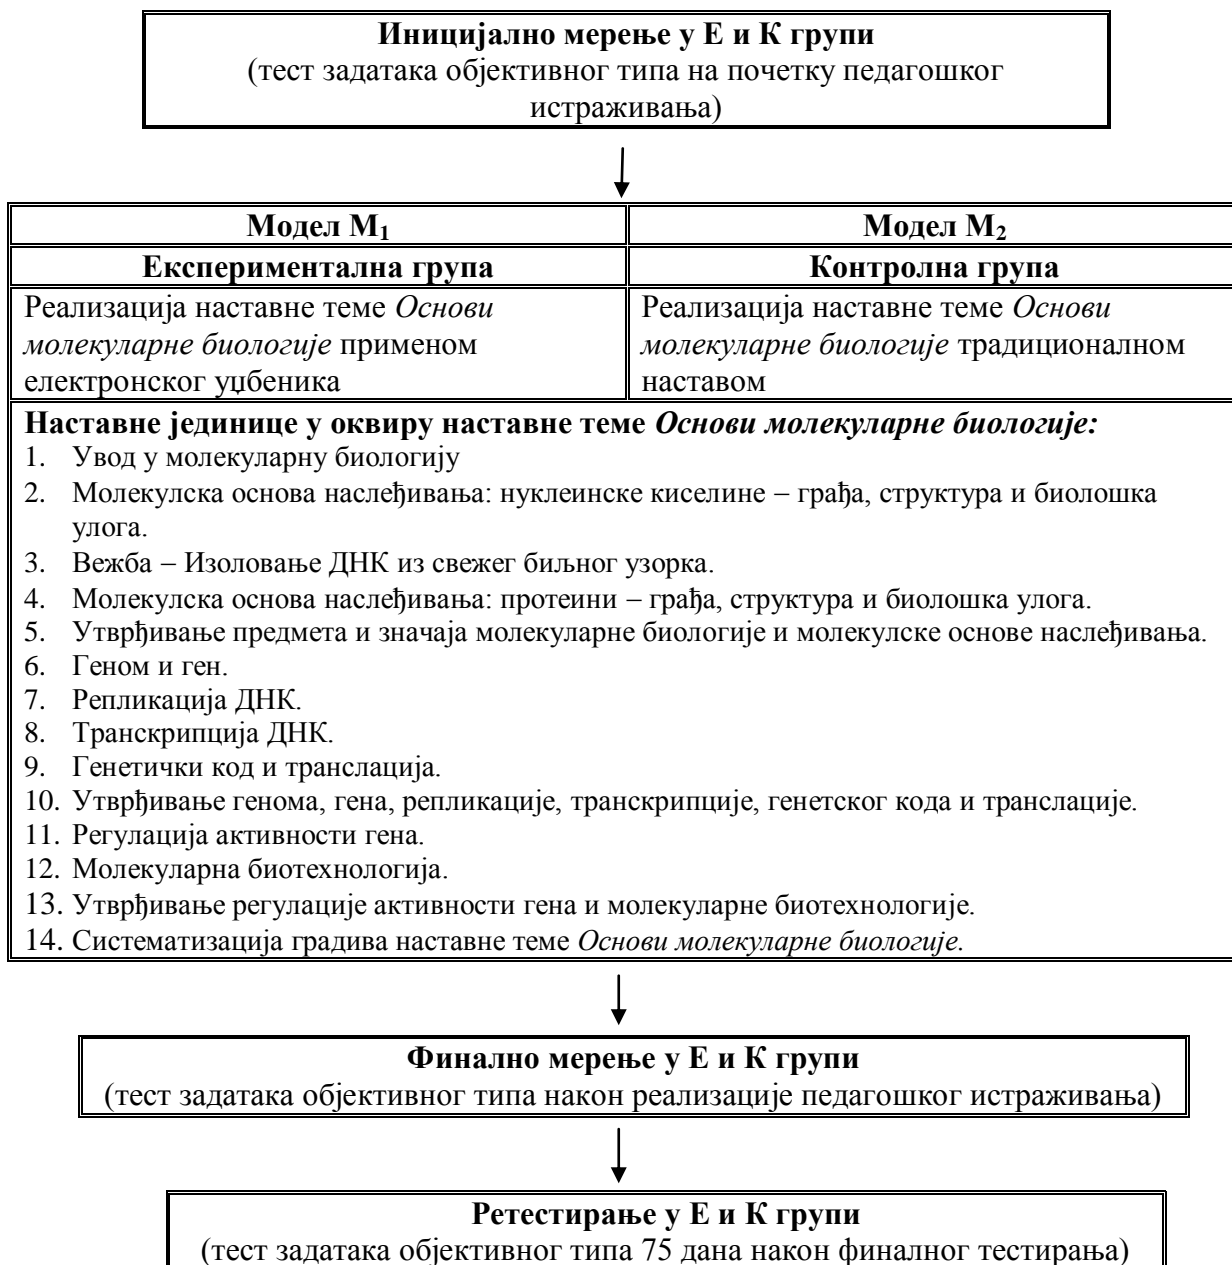 Иницијално мерење у Е и К групи
(тест задатака објективног типа на почетку педагошког
истраживања)
Модел М₁
Модел М₂
Експериментална група
Контролна група
Реализација наставне теме Основи
молекуларне биологије применом
електронског уџбеника
Реализација наставне теме Основи
молекуларне биологије традиционалном
наставом
Наставне јединице у оквиру наставне теме Основи молекуларне биологије:
1. Увод у молекуларну биологију
2. Молекулска основа наслеђивања: нуклеинске киселине – грађа, структура и биолошка
улога.
3. Вежба – Изоловање ДНК из свежег биљног узорка.
4. Молекулска основа наслеђивања: протеини – грађа, структура и биолошка улога.
5. Утврђивање предмета и значаја молекуларне биологије и молекулске основе наслеђивања.
6. Геном и ген.
7. Репликација ДНК.
8. Транскрипција ДНК.
9. Генетички код и транслација.
10. Утврђивање генома, гена, репликације, транскрипције, генетског кода и транслације.
11. Регулација активности гена.
12. Молекуларна биотехнологија.
13. Утврђивање регулације активности гена и молекуларне биотехнологије.
14. Систематизација градива наставне теме Основи молекуларне биологије.
Финално мерење у Е и К групи
(тест задатака објективног типа након реализације педагошког истраживања)
Ретестирање у Е и К групи
(тест задатака објективног типа 75 дана након финалног тестирања)